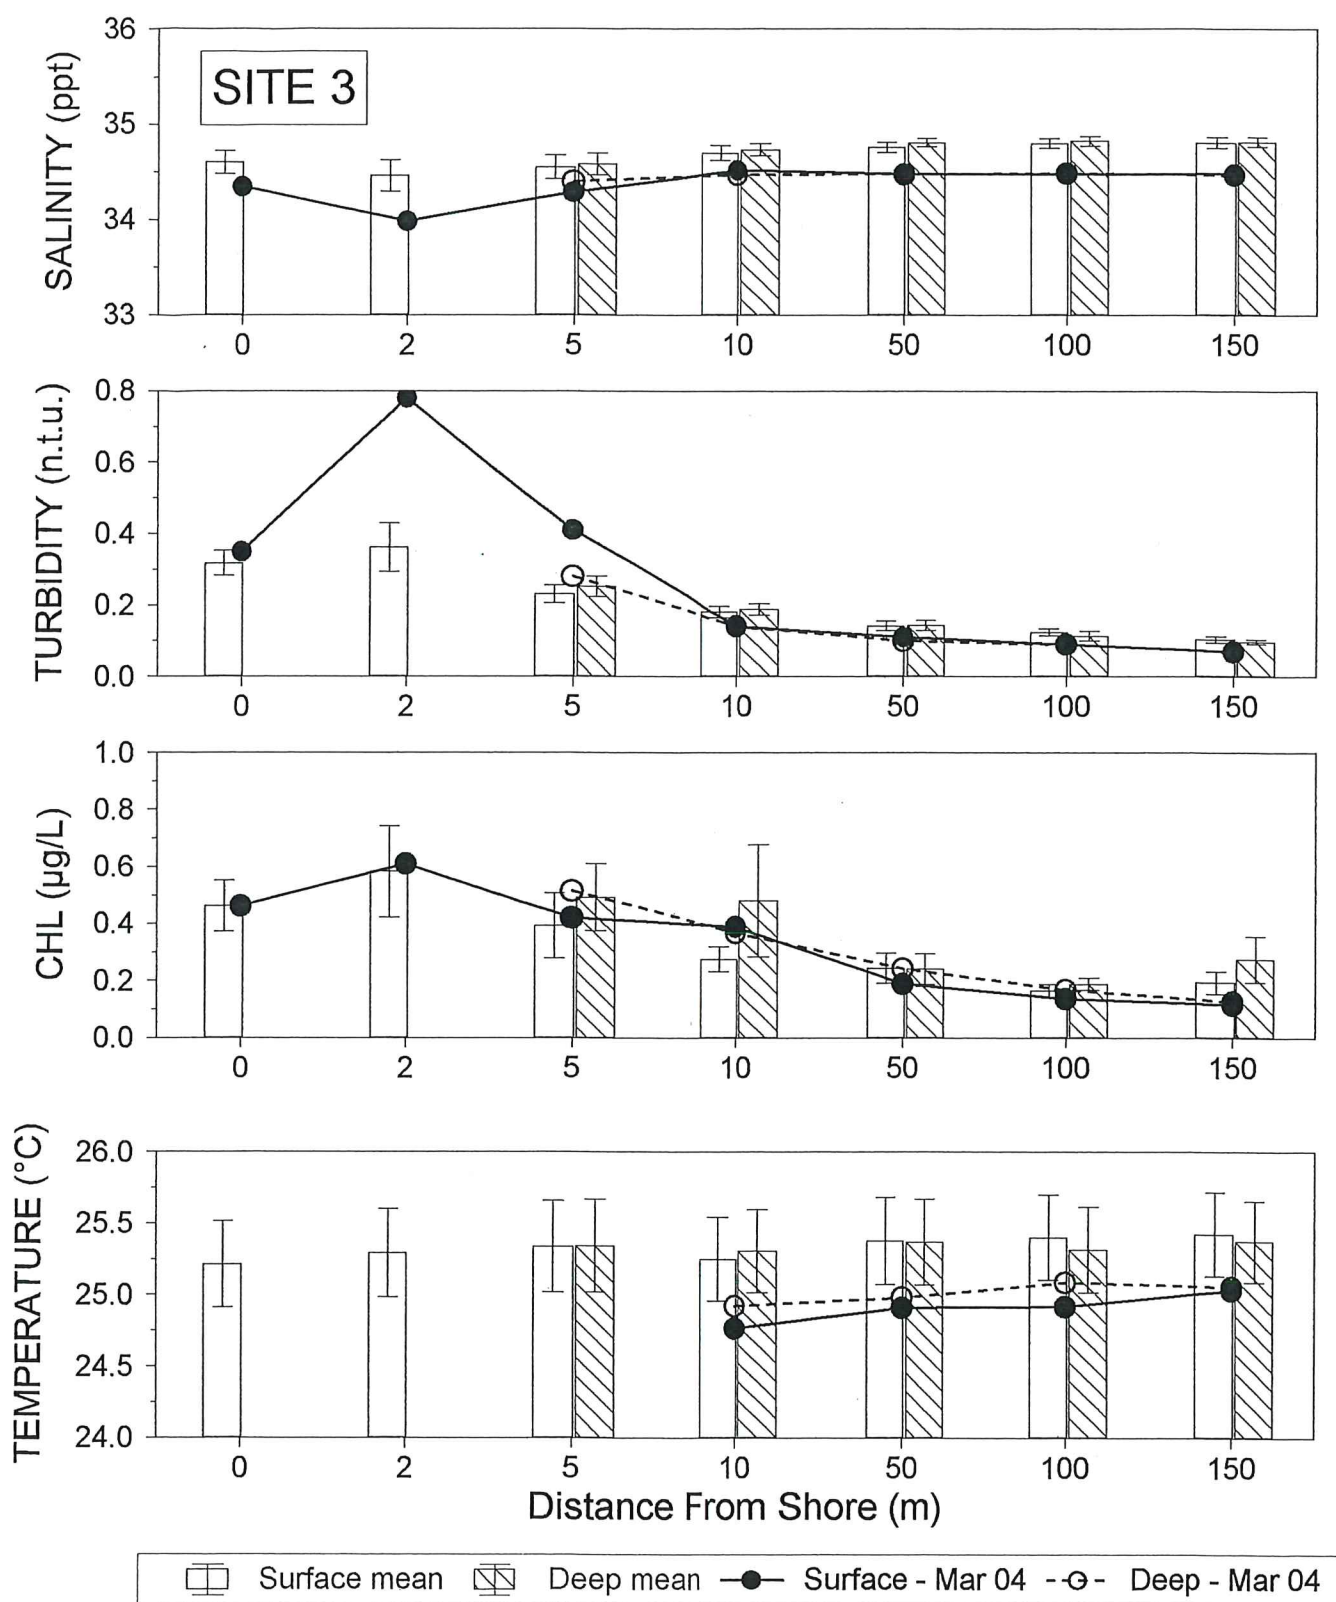 SITE 3
SALINITY (ppt)
36
35
34
33
0 2 5 10 50 100 150
TURBIDITY (n.t.u.)
0.8
0.6
0.4
0.2
0.0
0 2 5 10 50 100 150
CHL (µg/L)
1.0
0.8
0.6
0.4
0.2
0.0
0 2 5 10 50 100 150
TEMPERATURE (°C)
26.0
25.5
25.0
24.5
24.0
0 2 5 10 50 100 150
Distance From Shore (m)
Surface mean Deep mean Surface - Mar 04 Deep - Mar 04